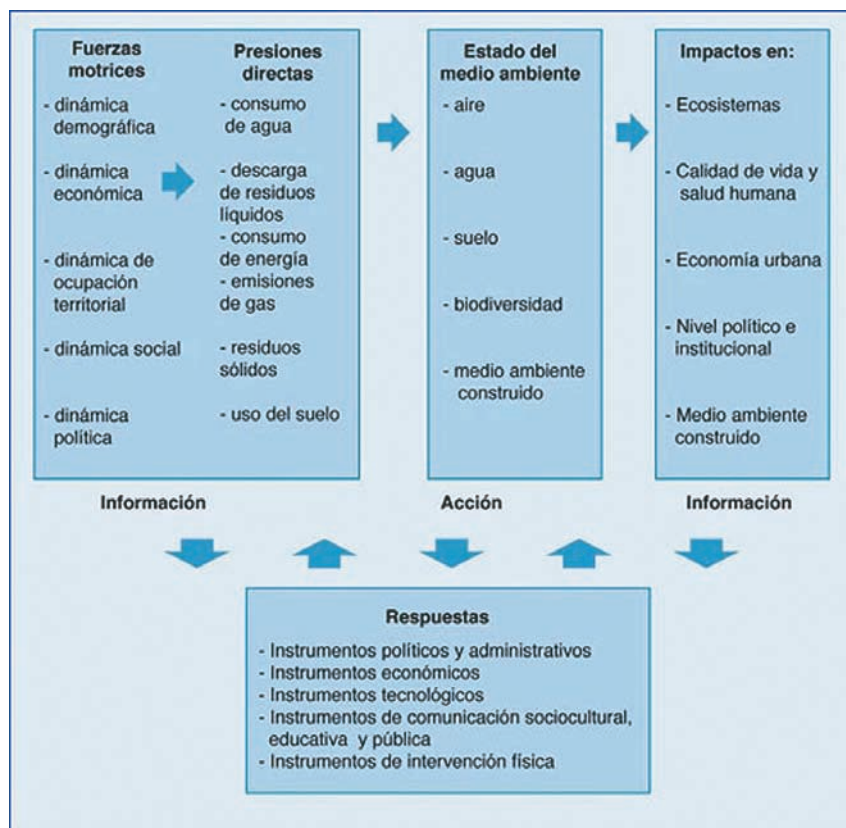 Fuerzas
motrices
- dinámica
demográfica
- dinámica
económica
- dinámica de
ocupación
territorial
- dinámica social
- dinámica
política
Presiones
directas
- consumo
de agua
- descarga
de residuos
líquidos
- consumo
de energía
- emisiones
de gas
- residuos
sólidos
- uso del suelo
Estado del
medio ambiente
- aire
- agua
- suelo
- biodiversidad
- medio ambiente
construido
Impactos en:
- Ecosistemas
- Calidad de vida y
salud humana
- Economía urbana
- Nivel político e
institucional
- Medio ambiente
construido
Información
Acción
Información
Respuestas
- Instrumentos políticos y administrativos
- Instrumentos económicos
- Instrumentos tecnológicos
- Instrumentos de comunicación sociocultural,
educativa y pública
- Instrumentos de intervención física